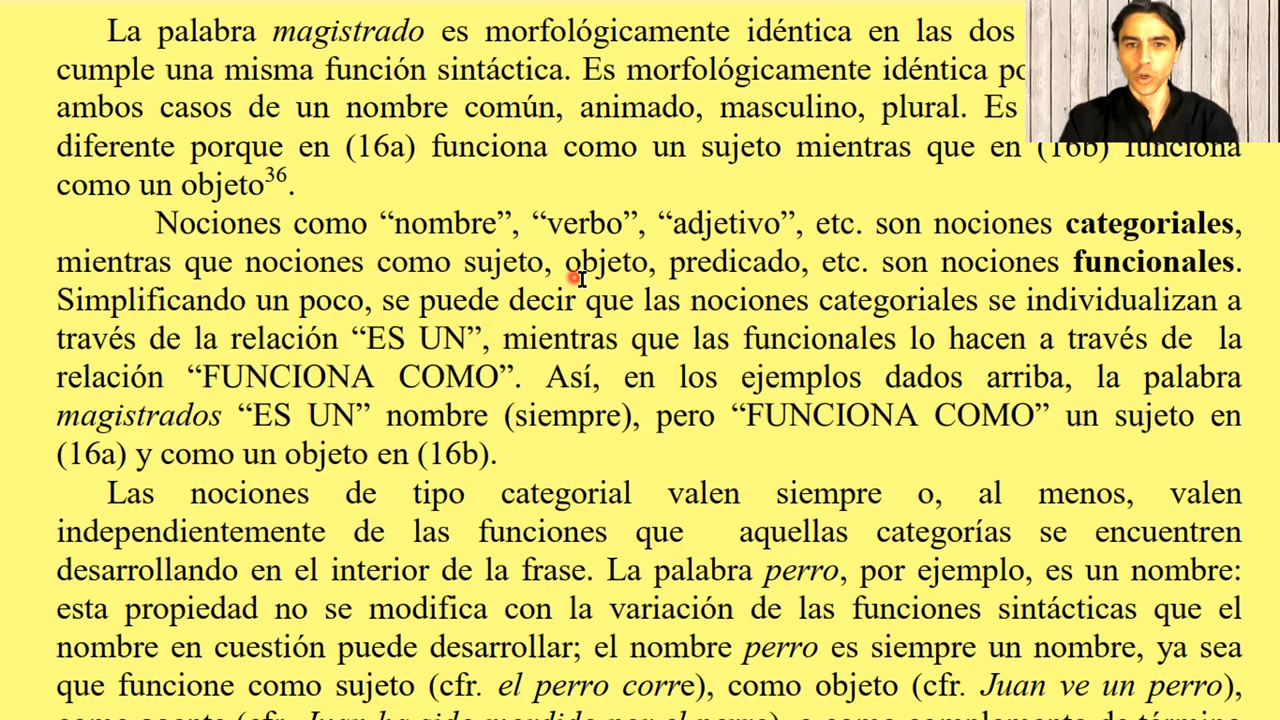 La palabra magistrado es morfológicamente idéntica en las dos
cumple una misma función sintáctica. Es morfológicamente idéntica
ambos casos de un nombre común, animado, masculino, plural. Es
diferente porque en (16a) funciona como un sujeto mientras que en (16b) funciona
como un objeto36.
Nociones como “nombre”, “verbo”, “adjetivo”, etc. son nociones categoriales,
mientras que nociones como sujeto, objeto, predicado, etc. son nociones funcionales.
Simplificando un poco, se puede decir que las nociones categoriales se individualizan a
través de la relación “ES UN”, mientras que las funcionales lo hacen a través de la
relación “FUNCIONA COMO”. Así, en los ejemplos dados arriba, la palabra
magistrados “ES UN” nombre (siempre), pero “FUNCIONA COMO” un sujeto en
(16a) y como un objeto en (16b).
Las nociones de tipo categorial valen siempre o, al menos, valen
independientemente de las funciones que aquellas categorías se encuentren
desarrollando en el interior de la frase. La palabra perro, por ejemplo, es un nombre:
esta propiedad no se modifica con la variación de las funciones sintácticas que el
nombre en cuestión puede desarrollar; el nombre perro es siempre un nombre, ya sea
que funcione como sujeto (cfr. el perro corre), como objeto (cfr. Juan ve un perro),